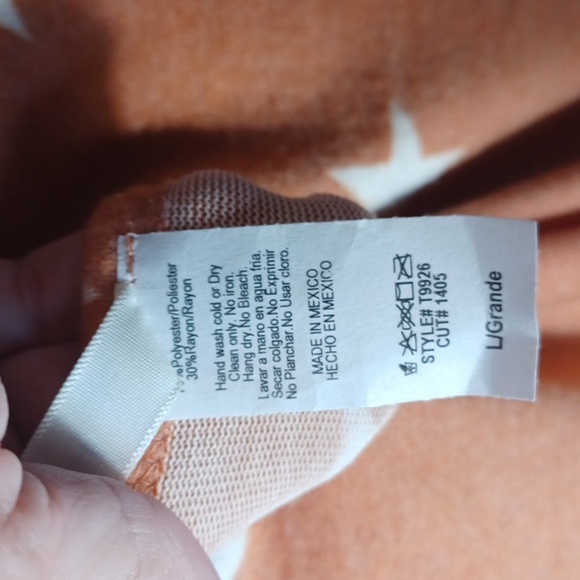 %Polyester/Poliester
30%Rayon/Rayon
Hand wash cold or Dry
Clean only. No Iron.
Hang dry.No Bleach.
Lavar a mano en agua fria.
Secar colgado.No Exprimir
No Planchar.No Usar cloro.
MADE IN MEXICO
HECHO EN MEXICO
STYLE# T9926
CUT# 1405
L/Grande